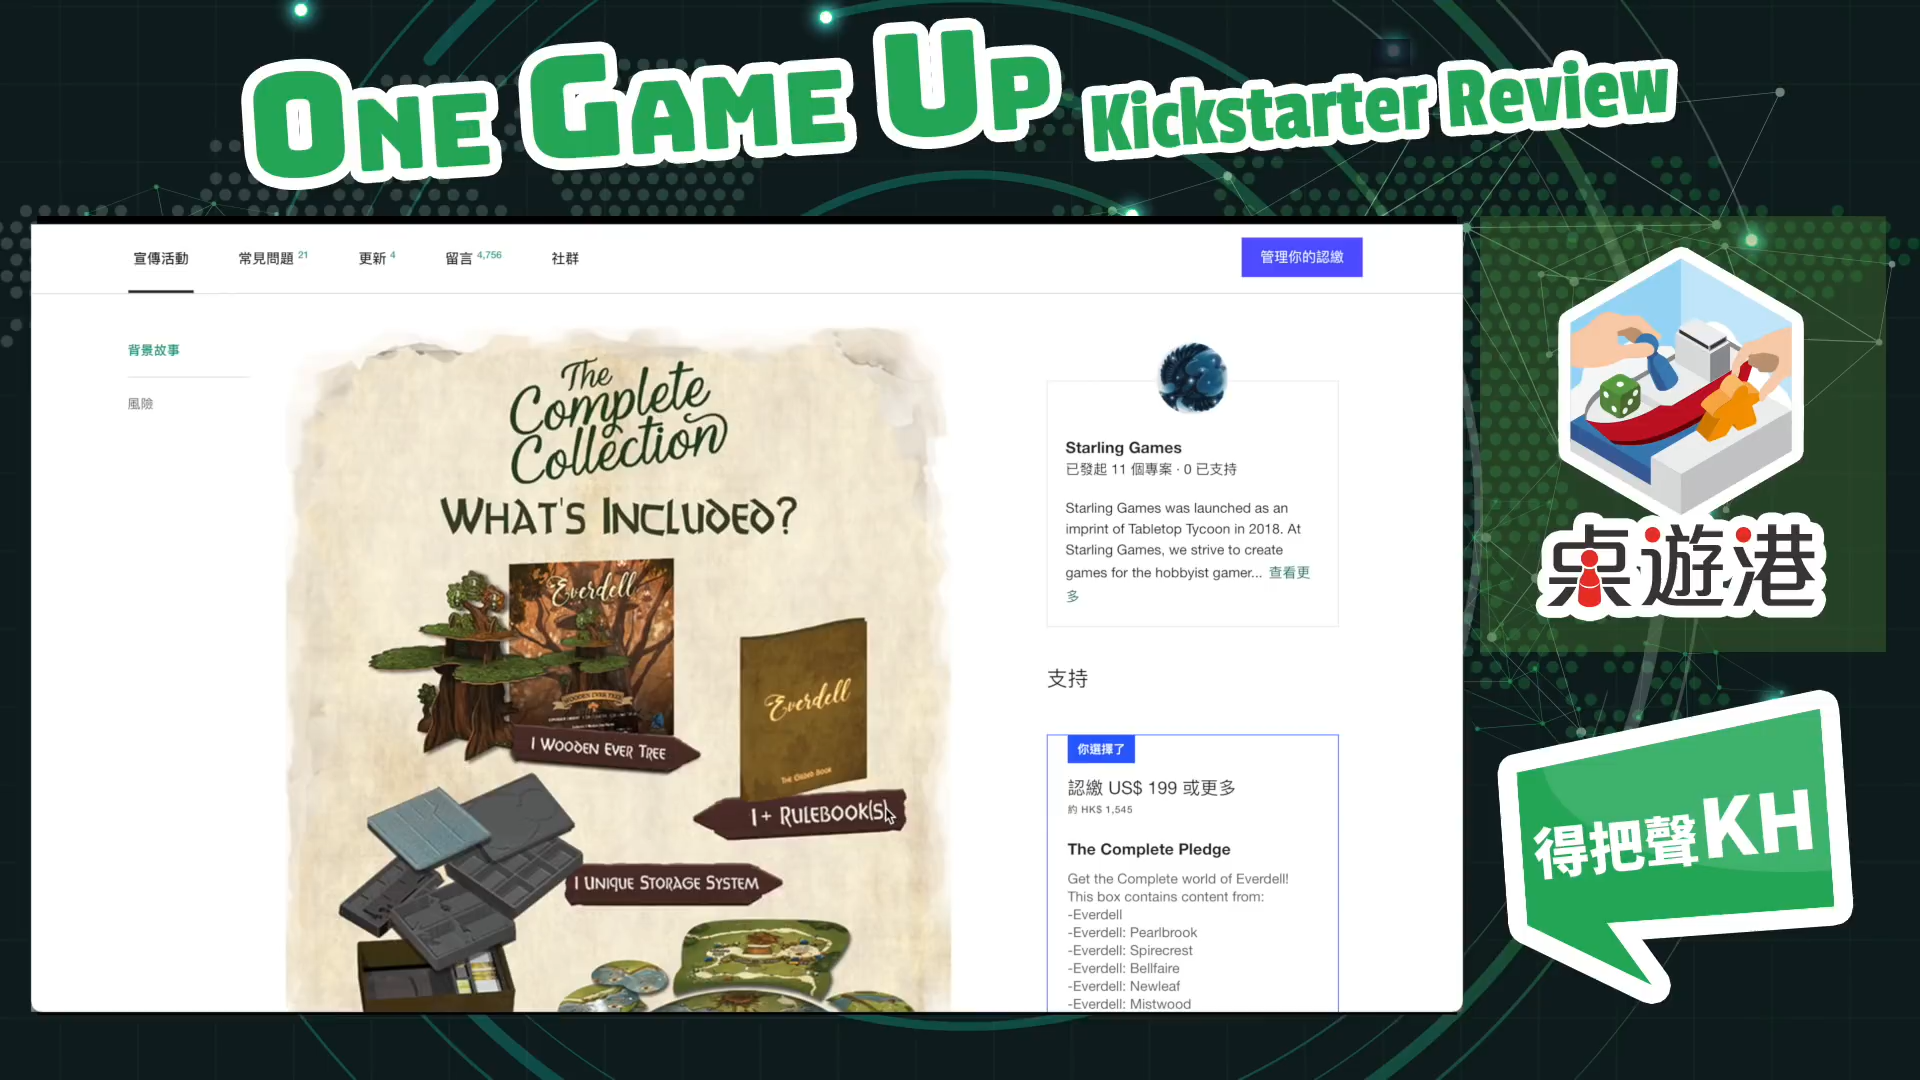 ONE GAME UP Kickstarter Review
宣傳活動
常見問題 21
更新 4
留言 4,756
社群
管理你的認繳
背景故事
風險
The
Complete
Collection
WHAT'S INCLUDED?
Everdell
WOODEN EVER TREE
1 WOODEN EVER TREE
Everdell
THE GILDED BOOK
1+ RULEBOOK(S)
1 UNIQUE STORAGE SYSTEM
Starling Games
已發起 11 個專案 · 0 已支持
Starling Games was launched as an
imprint of Tabletop Tycoon in 2018. At
Starling Games, we strive to create
games for the hobbyist gamer... 查看更
多
支持
你選擇了
認繳 US$ 199 或更多
約 HK$ 1,545
The Complete Pledge
Get the Complete world of Everdell!
This box contains content from:
-Everdell
-Everdell: Pearlbrook
-Everdell: Spirecrest
-Everdell: Bellfaire
-Everdell: Newleaf
-Everdell: Mistwood
桌遊港
得把聲KH